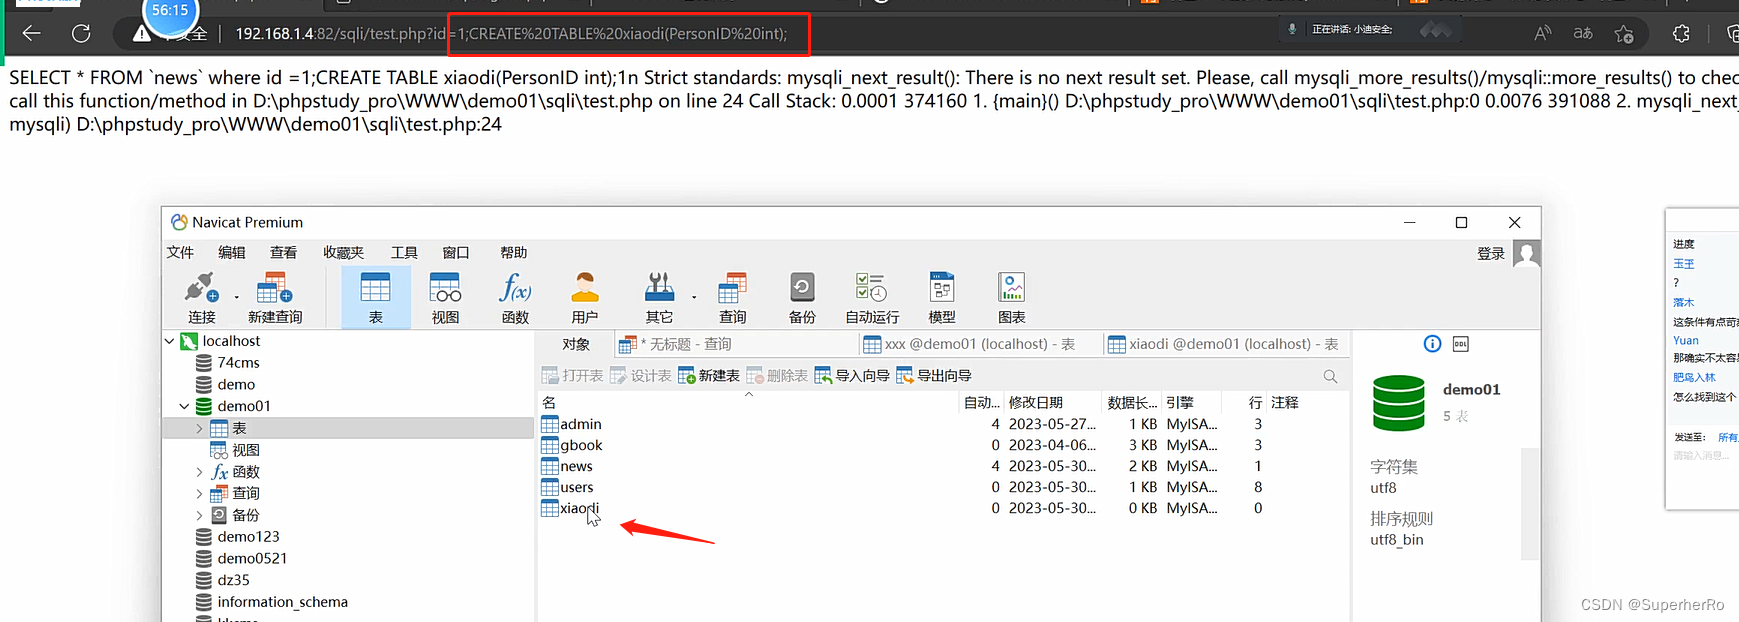 56:15
安全 192.168.1.4:82/sqli/test.php?id=1;CREATE%20TABLE%20xiaodi(PersonID%20int);
正在讲话: 小迪安全;
SELECT * FROM `news` where id =1;CREATE TABLE xiaodi(PersonID int);1n Strict standards: mysqli_next_result(): There is no next result set. Please, call mysqli_more_results()/mysqli::more_results() to chec
call this function/method in D:\phpstudy_pro\WWW\demo01\sqli\test.php on line 24 Call Stack: 0.0001 374160 1. {main}() D:\phpstudy_pro\WWW\demo01\sqli\test.php:0 0.0076 391088 2. mysqli_next_
mysqli) D:\phpstudy_pro\WWW\demo01\sqli\test.php:24
Navicat Premium
文件 编辑 查看 收藏夹 工具 窗口 帮助 登录
连接 新建查询 表 视图 函数 用户 其它 查询 备份 自动运行 模型 图表
localhost
74cms
demo
demo01
表
视图
函数
查询
备份
demo123
demo0521
dz35
information_schema
对象 * 无标题 - 查询 xxx @demo01 (localhost) - 表 xiaodi @demo01 (localhost) - 表
打开表 设计表 新建表 删除表 导入向导 导出向导
名 自动... 修改日期 数据长... 引擎 行 注释
admin 4 2023-05-27... 1 KB MyISA... 3
gbook 0 2023-04-06... 3 KB MyISA... 3
news 4 2023-05-30... 2 KB MyISA... 1
users 0 2023-05-30... 1 KB MyISA... 8
xiaodi 0 2023-05-30... 0 KB MyISA... 0
DDL
demo01
5 表
字符集
utf8
排序规则
utf8_bin
进度
玉王
?
落木
这条件有点苛
Yuan
那确实不太容
肥鸟入林
怎么找到这个
发送至: 所有
请输入消息...
CSDN @SuperherRo